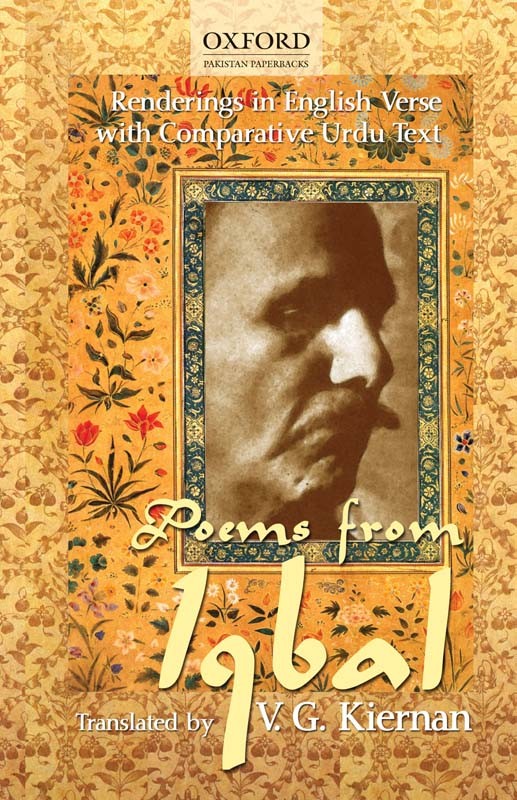 OXFORD
PAKISTAN PAPERBACKS
Renderings in English Verse
with Comparative Urdu Text
Poems from
Iqbal
Translated by V. G. Kiernan